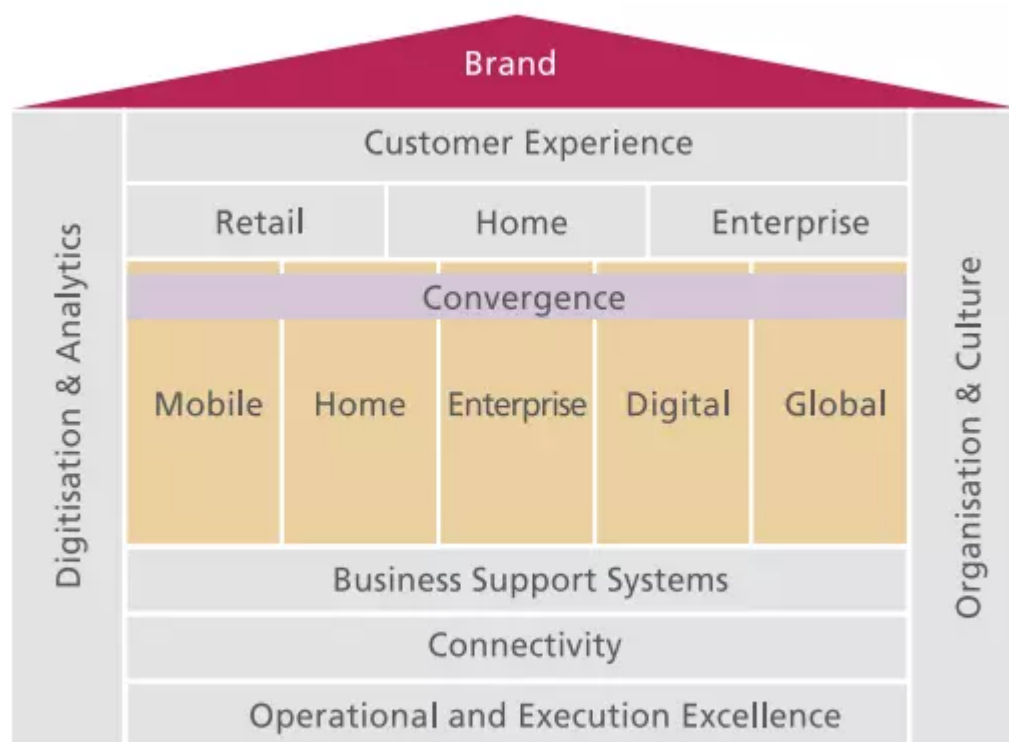 Brand
Customer Experience
Retail
Home
Enterprise
Convergence
Mobile
Home
Enterprise
Digital
Global
Business Support Systems
Connectivity
Operational and Execution Excellence
Digitisation & Analytics
Organisation & Culture